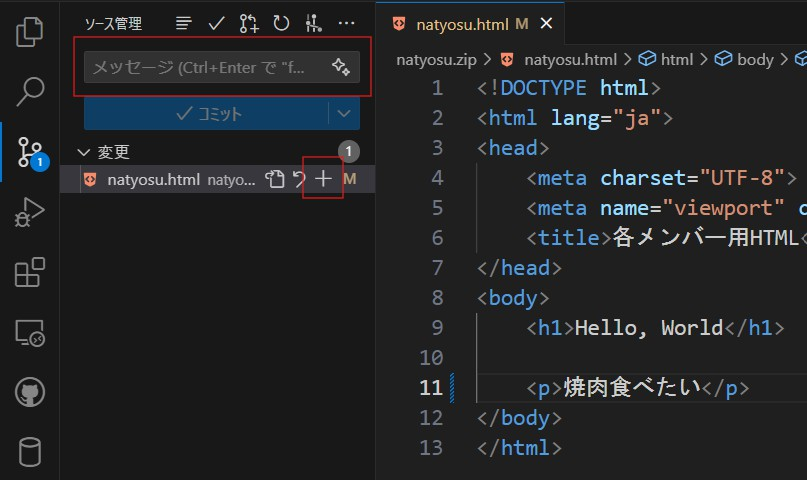 ソース管理
メッセージ (Ctrl+Enter で "f...
コミット
変更
1
natyosu.html natyo... M
1
natyosu.html M
natyosu.zip > natyosu.html > html > body >
1 <!DOCTYPE html>
2 <html lang="ja">
3 <head>
4 <meta charset="UTF-8">
5 <meta name="viewport"
6 <title>各メンバー用HTML<
7 </head>
8 <body>
9 <h1>Hello, World</h1>
10
11 <p>焼肉食べたい</p>
12 </body>
13 </html>